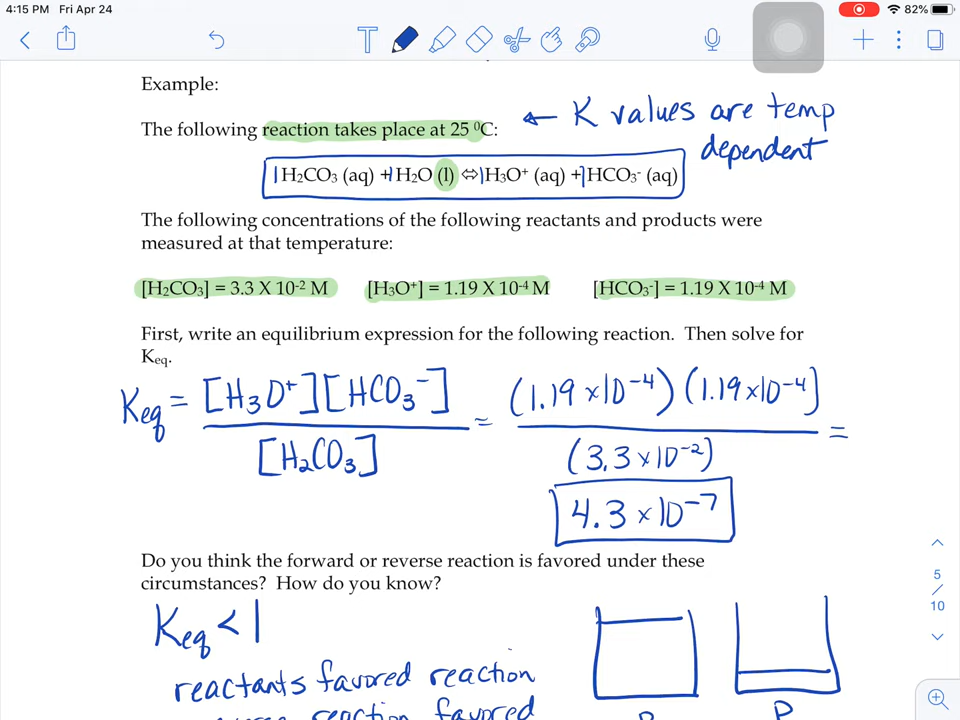 4:15 PM Fri Apr 24
82%
T
Example:
The following reaction takes place at 25 ⁰C:
← K values are temp
dependent
1 H₂CO₃ (aq) + 1 H₂O (l) ⇔ 1 H₃O⁺ (aq) + 1 HCO₃⁻ (aq)
The following concentrations of the following reactants and products were
measured at that temperature:
[H₂CO₃] = 3.3 X 10⁻² M [H₃O⁺] = 1.19 X 10⁻⁴ M [HCO₃⁻] = 1.19 X 10⁻⁴ M
First, write an equilibrium expression for the following reaction. Then solve for
Keq.
Keq = [H₃O⁺][HCO₃⁻] / [H₂CO₃] = (1.19 ×10⁻⁴) (1.19 ×10⁻⁴) / (3.3 ×10⁻²) =
4.3 ×10⁻⁷
Do you think the forward or reverse reaction is favored under these
circumstances? How do you know?
Keq < 1
reactants favored reaction
reaction favored
5
/
10